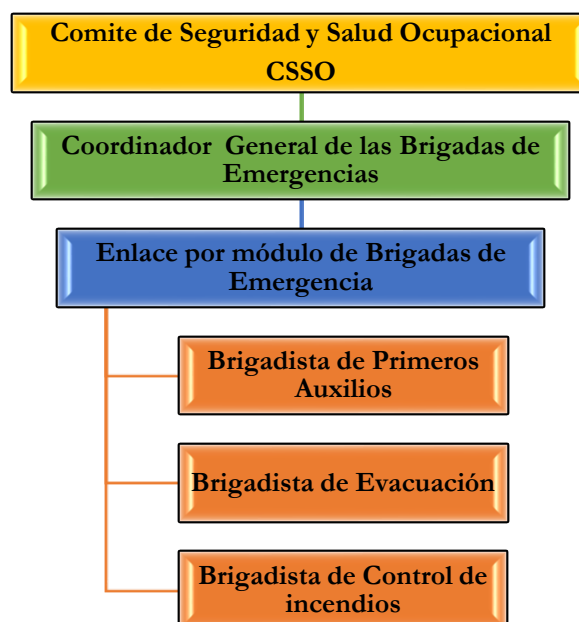 Comite de Seguridad y Salud Ocupacional
CSSO
Coordinador General de las Brigadas de
Emergencias
Enlace por módulo de Brigadas de
Emergencia
Brigadista de Primeros
Auxilios
Brigadista de Evacuación
Brigadista de Control de
incendios